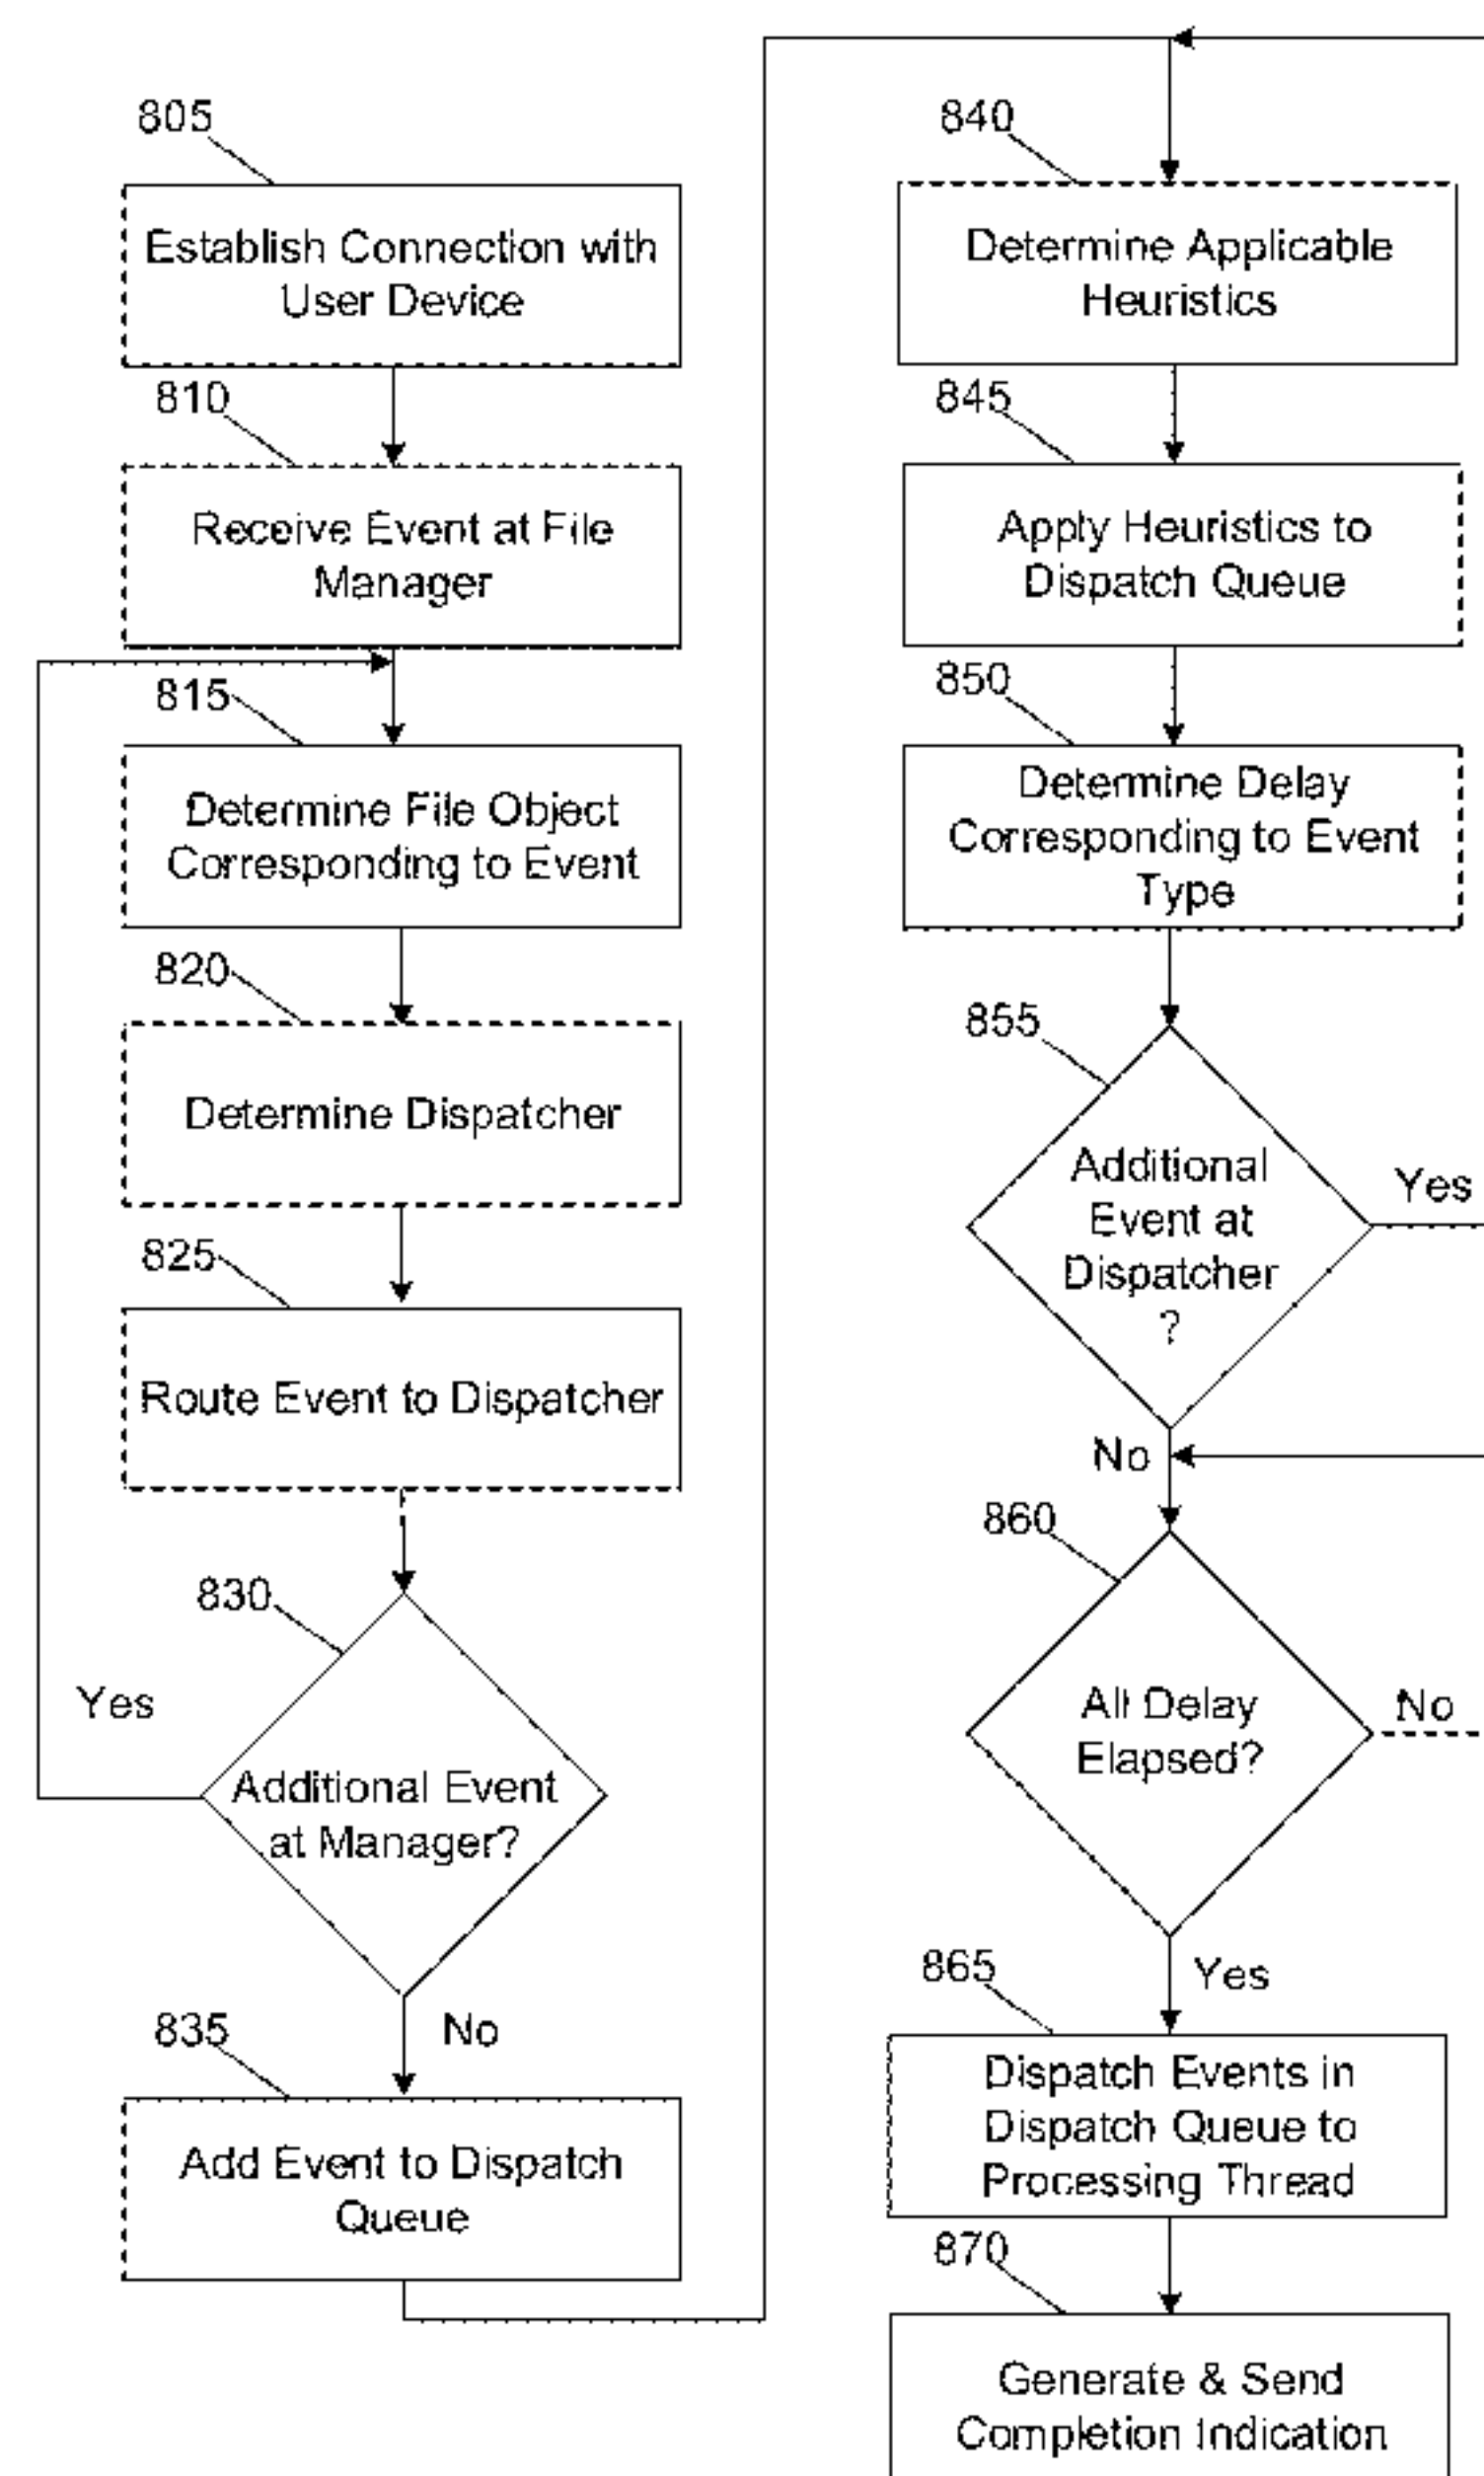 805
Establish Connection with
User Device
810
Receive Event at File
Manager
815
Determine File Object
Corresponding to Event
820
Determine Dispatcher
825
Route Event to Dispatcher
830
Yes
Additional Event
at Manager?
No
835
Add Event to Dispatch
Queue
840
Determine Applicable
Heuristics
845
Apply Heuristics to
Dispatch Queue
850
Determine Delay
Corresponding to Event
Type
855
Additional
Event at
Dispatcher
?
Yes
No
860
All Delay
Elapsed?
No
Yes
865
Dispatch Events in
Dispatch Queue to
Processing Thread
870
Generate & Send
Completion Indication